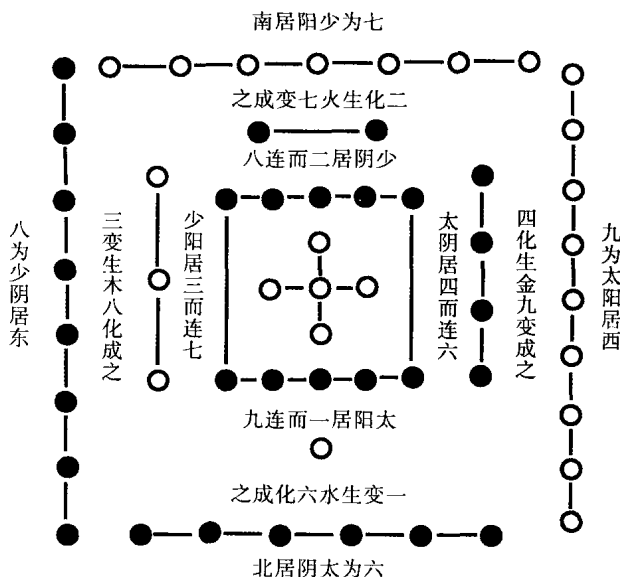 七为少阳居南
二化生火七变成之
少阴居二而连八
九为太阳居西
四化生金九变成之
太阴居四而连六
少阳居三而连七
三变生木八化成之
八为少阴居东
太阳居一而连九
一变生水六化成之
六为太阴居北